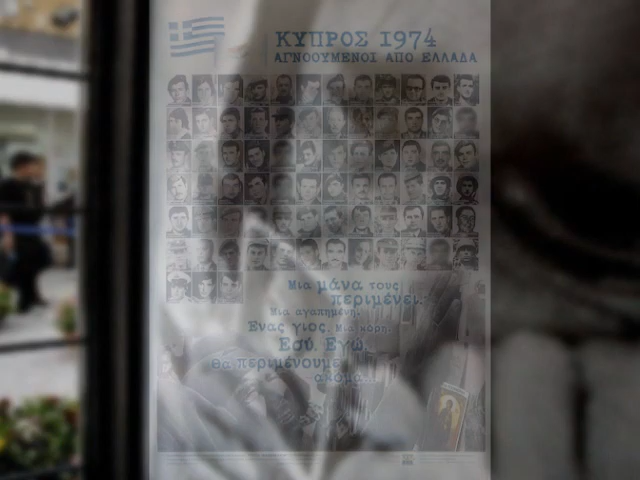 ΚΥΠΡΟΣ 1974
ΑΓΝΟΟΥΜΕΝΟΙ ΑΠΟ ΕΛΛΑΔΑ
Μια μάνα τους
περιμένει.
Μια αγαπημένη.
Ένας γιος. Μια κόρη.
Εσύ. Εγώ.
Θα περιμένουμε
ακόμα...